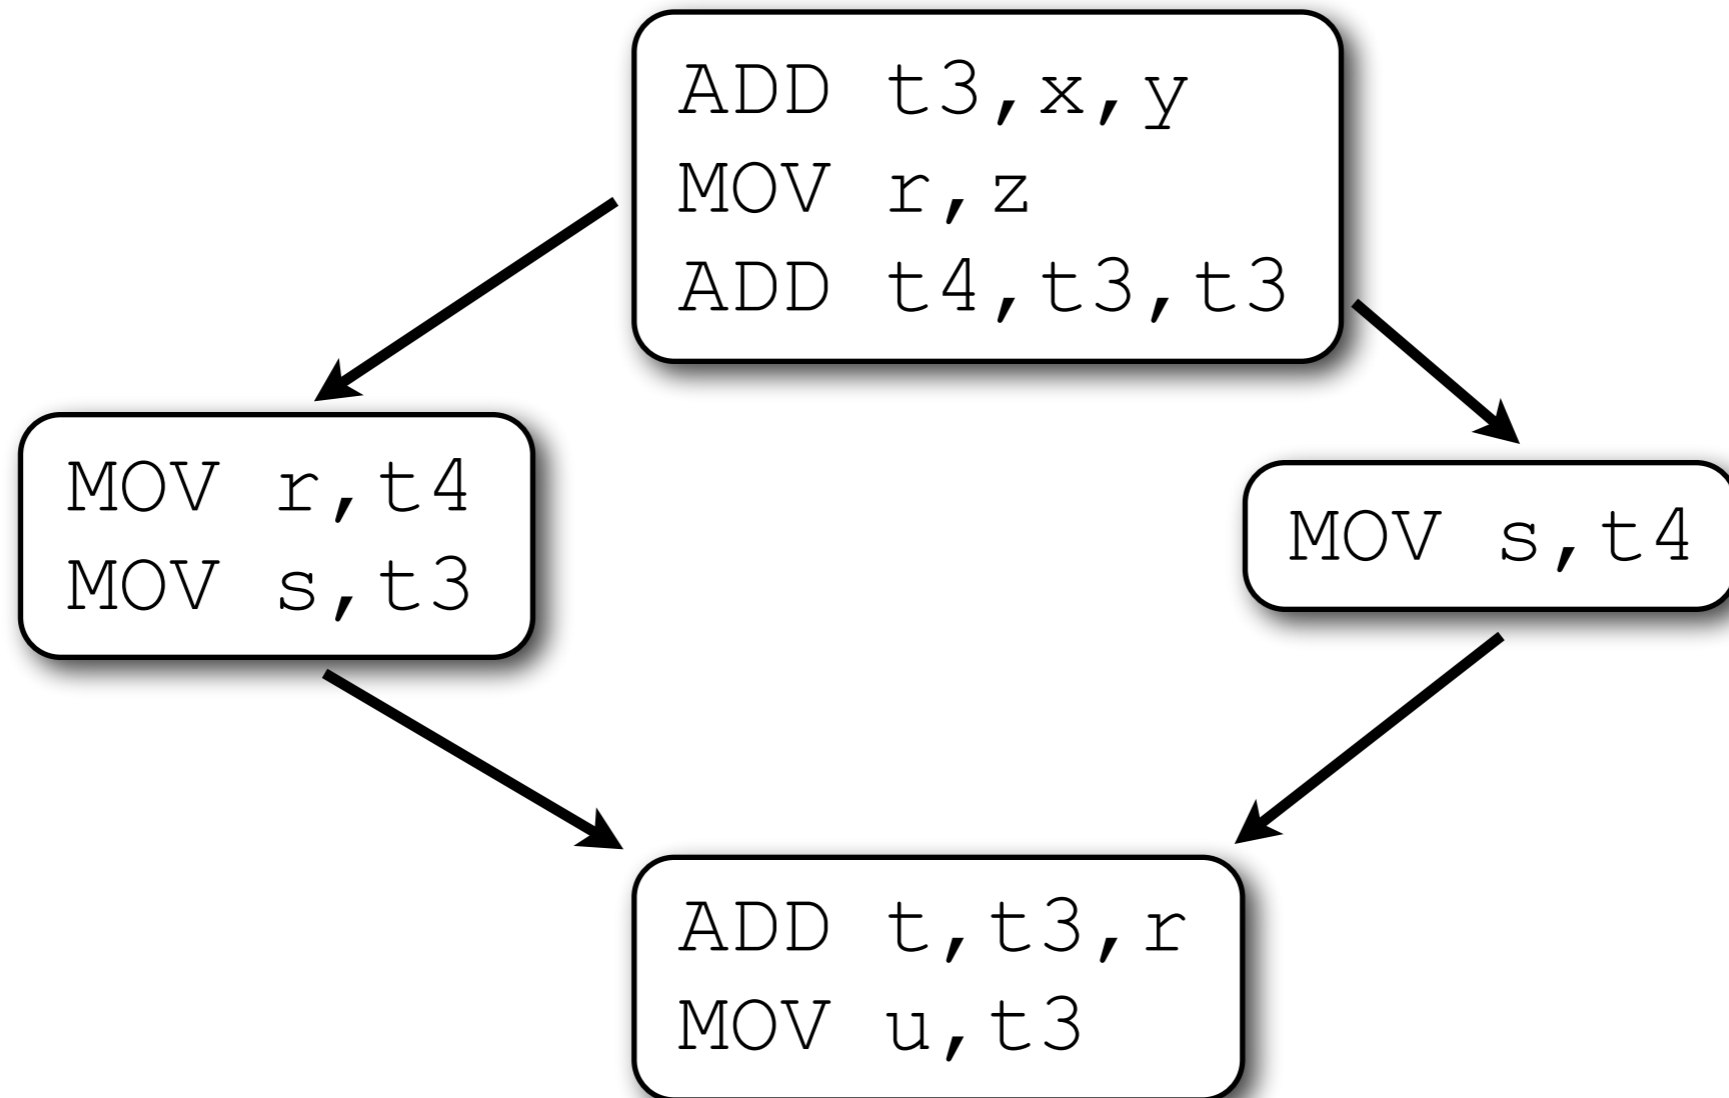 ADD t3,x,y
MOV r,z
ADD t4,t3,t3
MOV r,t4
MOV s,t3
MOV s,t4
ADD t,t3,r
MOV u,t3